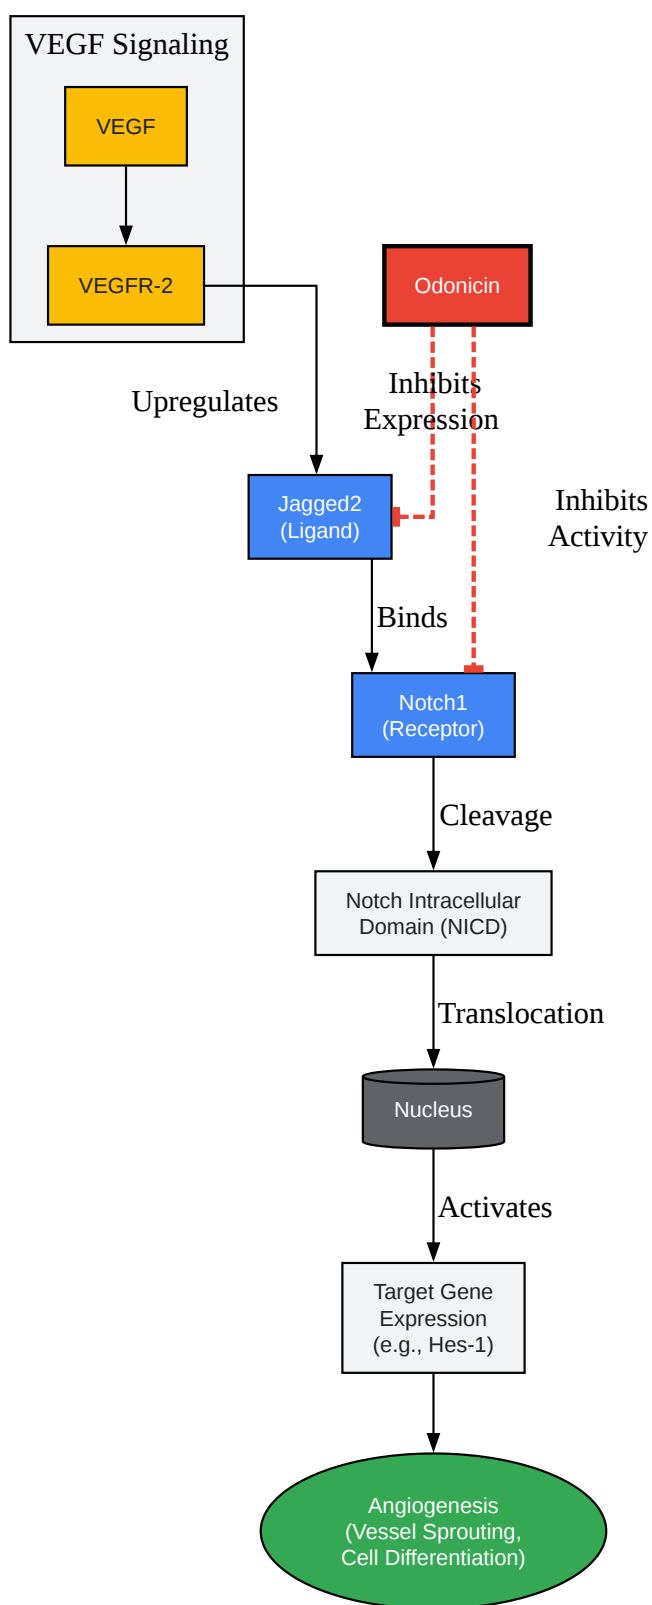 VEGF Signaling
VEGF
VEGFR-2
Odonicin
Upregulates
Inhibits
Expression
Jagged2
(Ligand)
Inhibits
Activity
Binds
Notch1
(Receptor)
Cleavage
Notch Intracellular
Domain (NICD)
Translocation
Nucleus
Activates
Target Gene
Expression
(e.g., Hes-1)
Angiogenesis
(Vessel Sprouting,
Cell Differentiation)